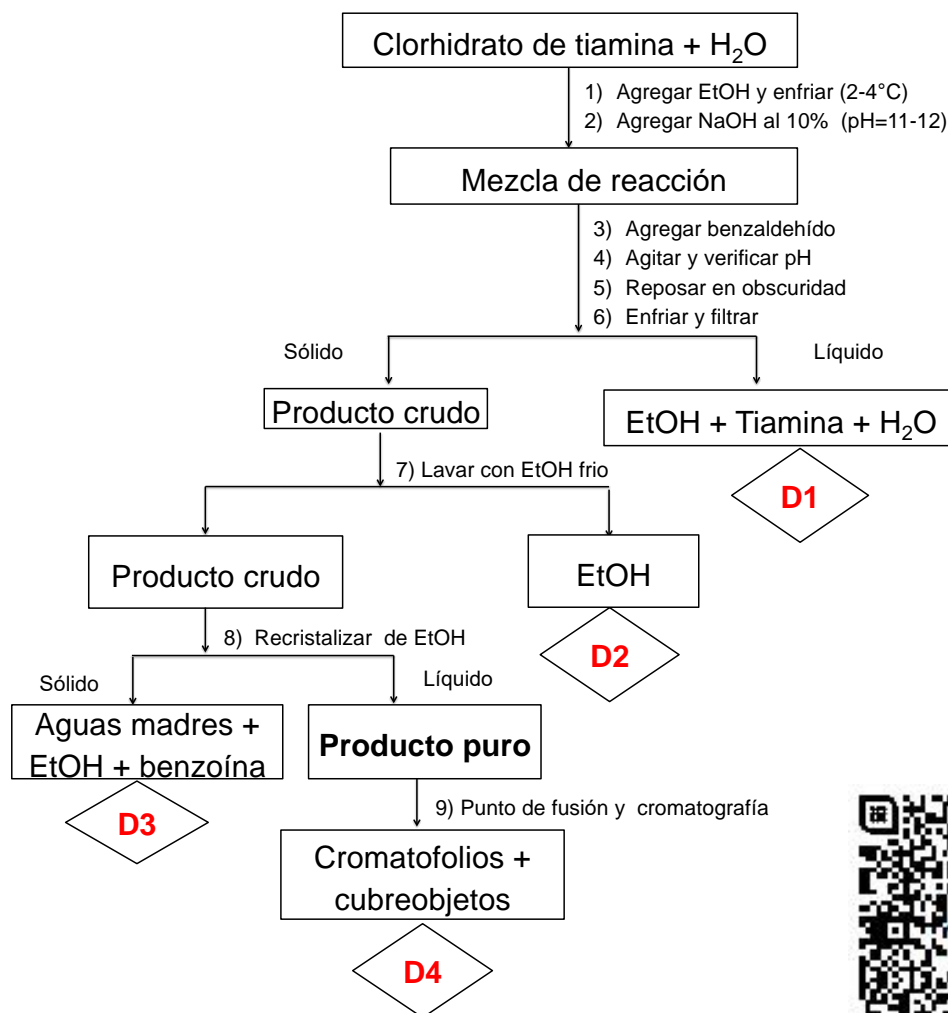 Clorhidrato de tiamina + H₂O
1) Agregar EtOH y enfriar (2-4°C)
2) Agregar NaOH al 10% (pH=11-12)
Mezcla de reacción
3) Agregar benzaldehído
4) Agitar y verificar pH
5) Reposar en obscuridad
6) Enfriar y filtrar
Sólido
Líquido
Producto crudo
EtOH + Tiamina + H₂O
D1
7) Lavar con EtOH frio
Producto crudo
EtOH
D2
8) Recristalizar de EtOH
Sólido
Líquido
Aguas madres +
EtOH + benzoína
D3
Producto puro
9) Punto de fusión y cromatografía
Cromatofolios +
cubreobjetos
D4